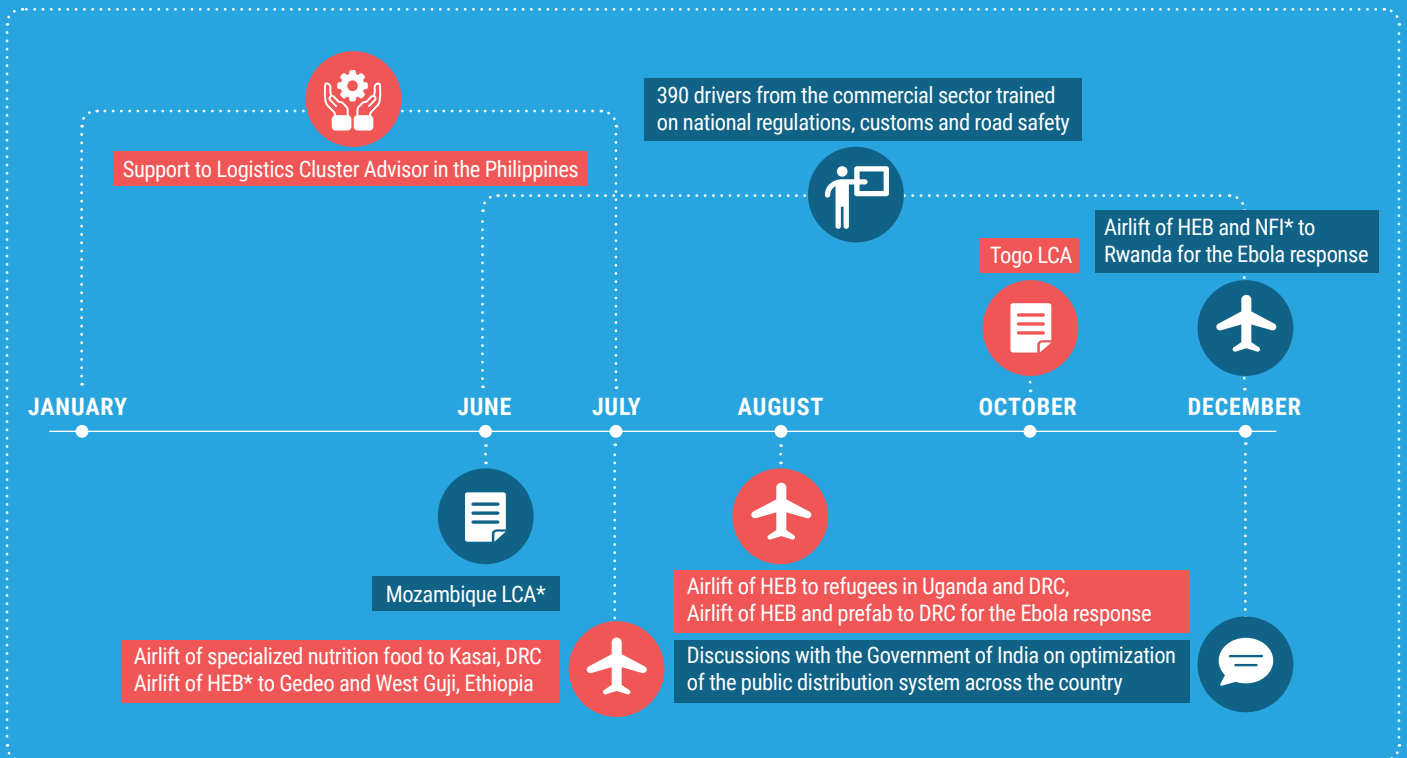 390 drivers from the commercial sector trained
on national regulations, customs and road safety
Support to Logistics Cluster Advisor in the Philippines
Airlift of HEB and NFI* to
Rwanda for the Ebola response
Togo LCA
JANUARY
JUNE
JULY
AUGUST
OCTOBER
DECEMBER
Mozambique LCA*
Airlift of HEB to refugees in Uganda and DRC,
Airlift of HEB and prefab to DRC for the Ebola response
Airlift of specialized nutrition food to Kasai, DRC
Airlift of HEB* to Gedeo and West Guji, Ethiopia
Discussions with the Government of India on optimization
of the public distribution system across the country